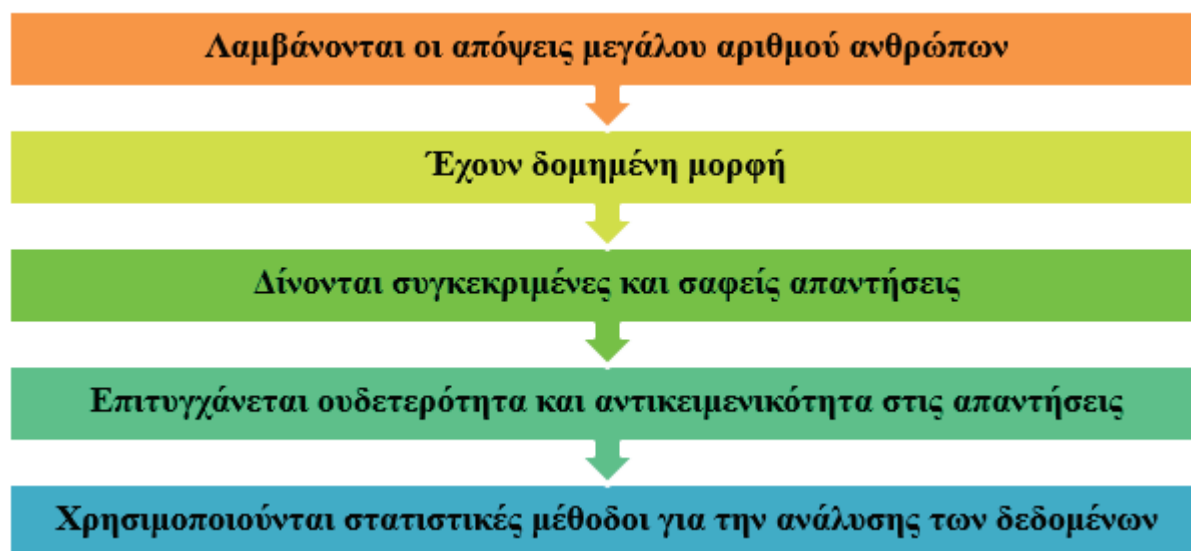 Λαμβάνονται οι απόψεις μεγάλου αριθμού ανθρώπων
Έχουν δομημένη μορφή
Δίνονται συγκεκριμένες και σαφείς απαντήσεις
Επιτυγχάνεται ουδετερότητα και αντικειμενικότητα στις απαντήσεις
Χρησιμοποιούνται στατιστικές μέθοδοι για την ανάλυσης των δεδομένων